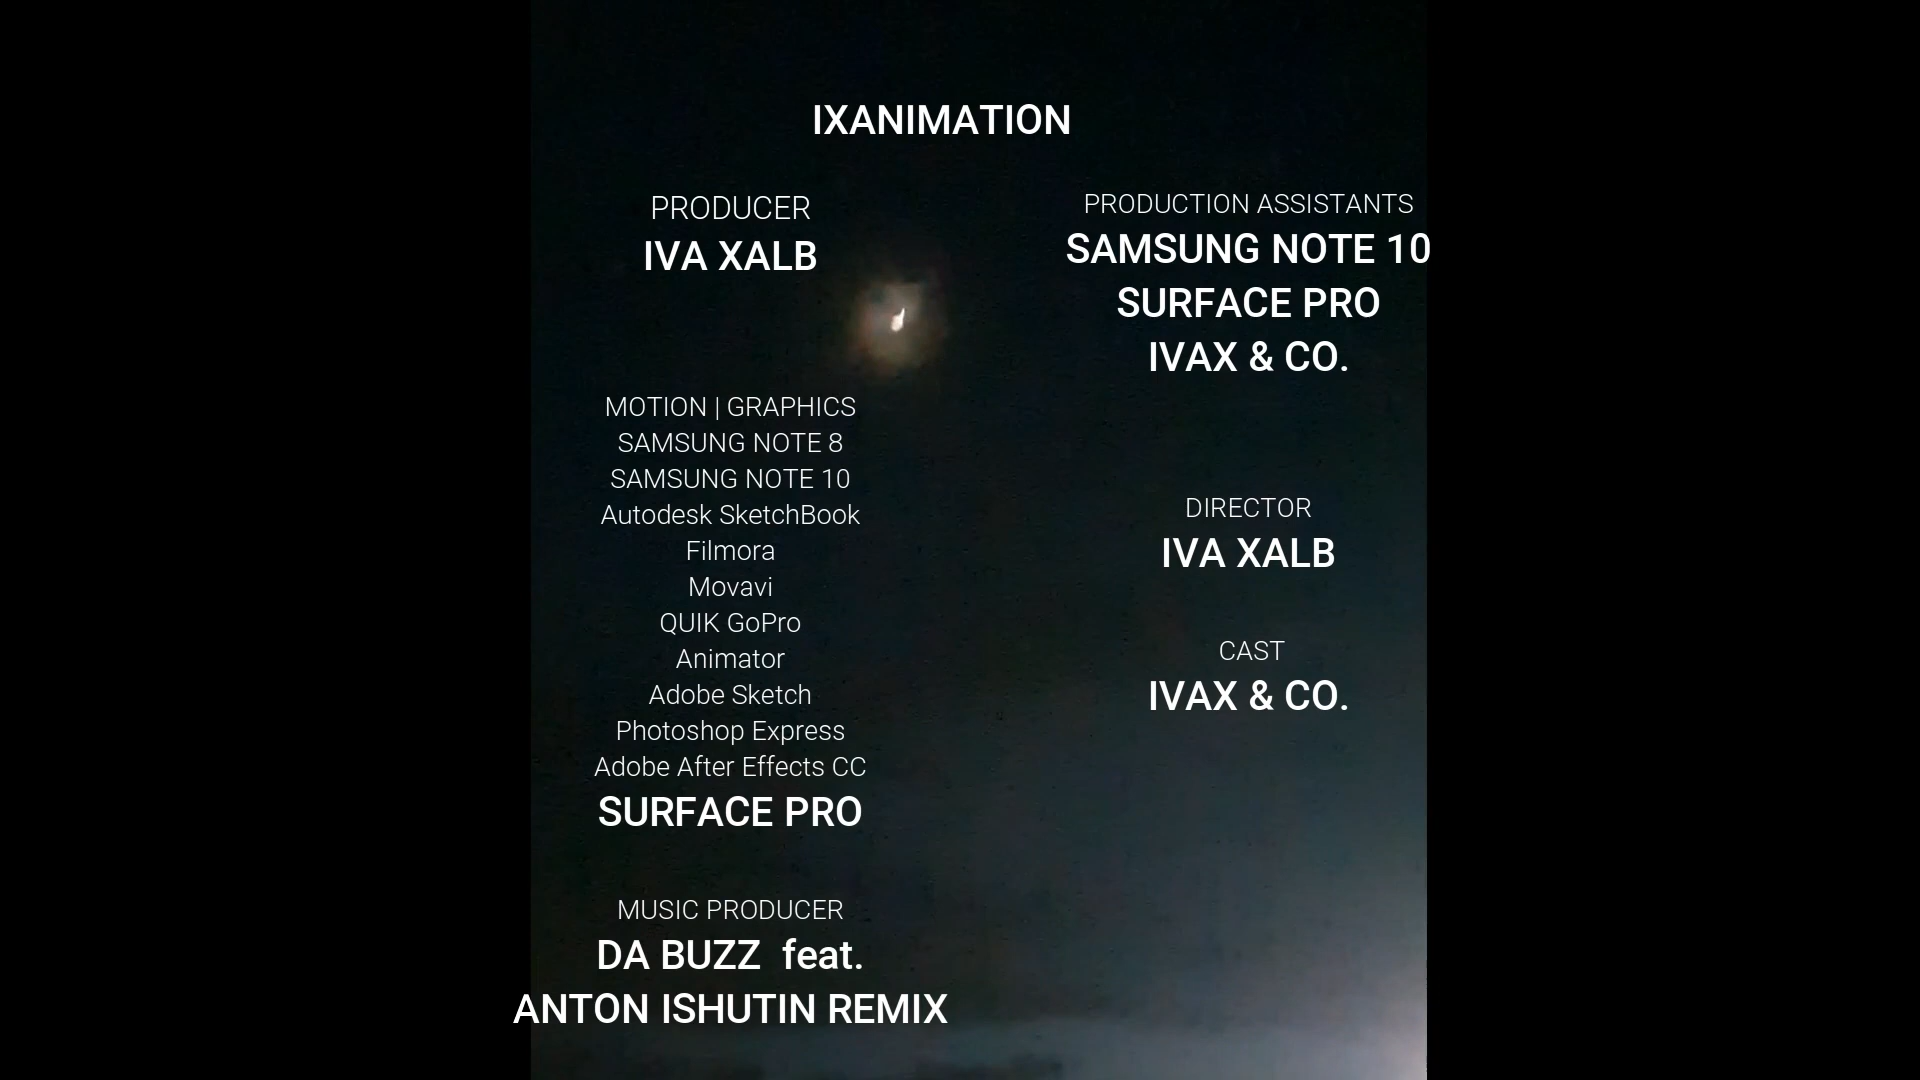 IXANIMATION
PRODUCER
IVA XALB
MOTION | GRAPHICS
SAMSUNG NOTE 8
SAMSUNG NOTE 10
Autodesk SketchBook
Filmora
Movavi
QUIK GoPro
Animator
Adobe Sketch
Photoshop Express
Adobe After Effects CC
SURFACE PRO
MUSIC PRODUCER
DA BUZZ  feat.
ANTON ISHUTIN REMIX
PRODUCTION ASSISTANTS
SAMSUNG NOTE 10
SURFACE PRO
IVAX & CO.
DIRECTOR
IVA XALB
CAST
IVAX & CO.